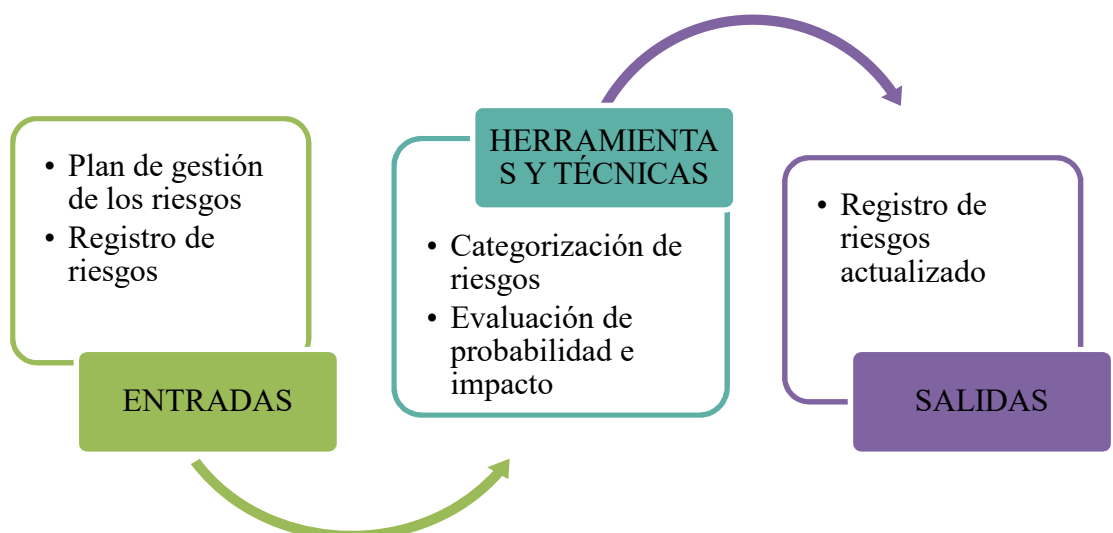 • Plan de gestión
de los riesgos
• Registro de
riesgos
ENTRADAS
HERRAMIENTA
S Y TÉCNICAS
• Categorización de
riesgos
• Evaluación de
probabilidad e
impacto
• Registro de
riesgos
actualizado
SALIDAS